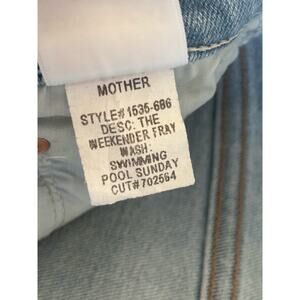 MOTHER
STYLE# 1535-686
DESC: THE
WEEKENDER FRAY
WASH:
SWIMMING
POOL SUNDAY
CUT#702564